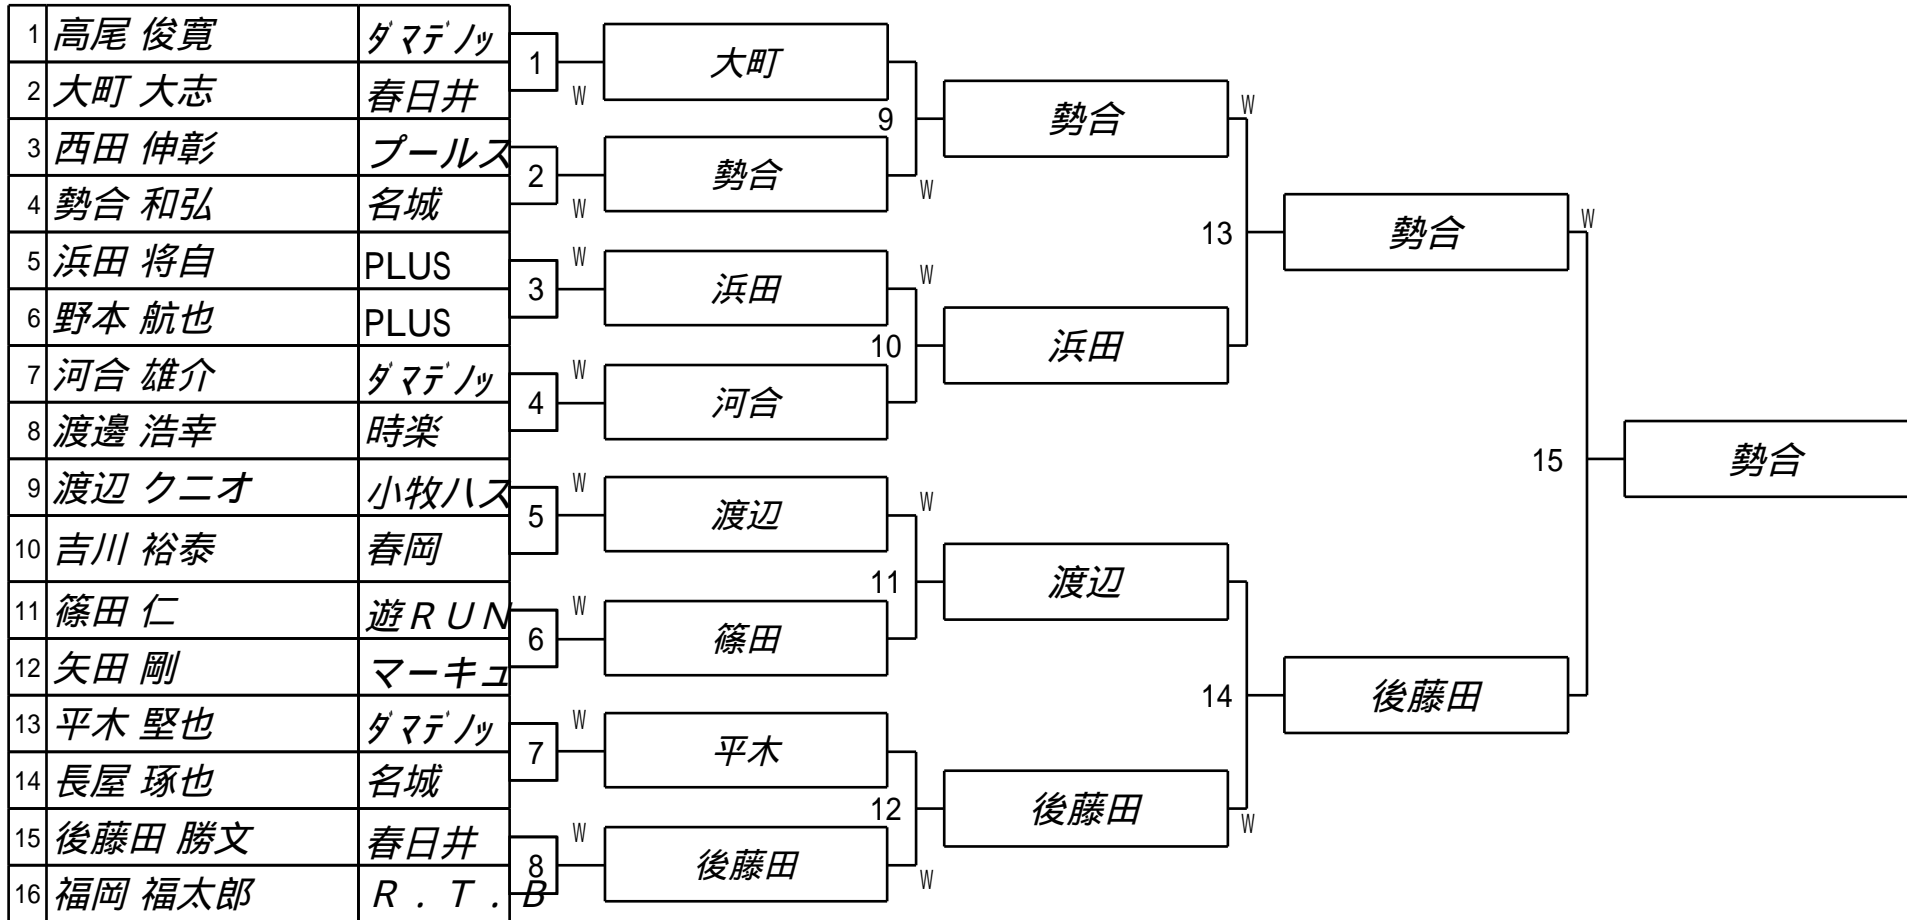 1 高尾 俊寛 ダマデノッ
2 大町 大志 春日井
3 西田 伸彰 プールス
4 勢合 和弘 名城
5 浜田 将自 PLUS
6 野本 航也 PLUS
7 河合 雄介 ダマデノッ
8 渡邊 浩幸 時楽
9 渡辺 クニオ 小牧ハス
10 吉川 裕泰 春岡
11 篠田 仁 遊RUN
12 矢田 剛 マーキュ
13 平木 堅也 ダマデノッ
14 長屋 琢也 名城
15 後藤田 勝文 春日井
16 福岡 福太郎 R.T.B
1
W
2
W
W
3
W
4
W
5
W
6
W
7
W
8
大町
勢合
浜田
河合
渡辺
篠田
平木
後藤田
9
W
W
10
W
11
12
W
勢合
浜田
渡辺
後藤田
W
13
14
W
勢合
後藤田
W
15
勢合